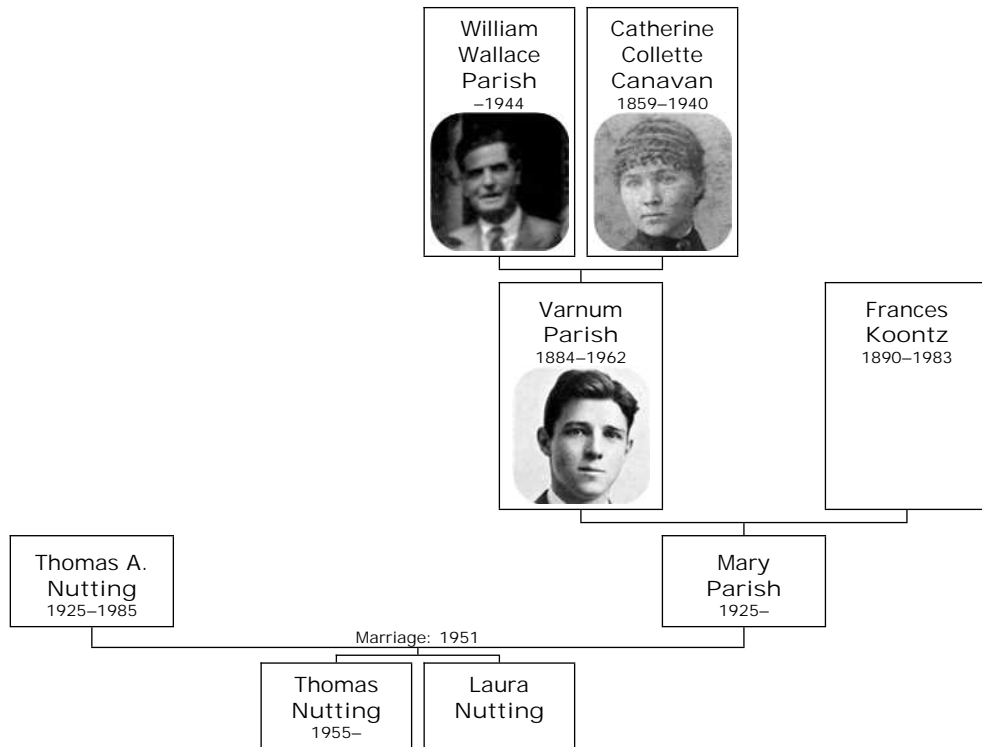 William
Wallace
Parish
–1944
Catherine
Collette
Canavan
1859–1940
Varnum
Parish
1884–1962
Frances
Koontz
1890–1983
Thomas A.
Nutting
1925–1985
Mary
Parish
1925–
Marriage: 1951
Thomas
Nutting
1955–
Laura
Nutting